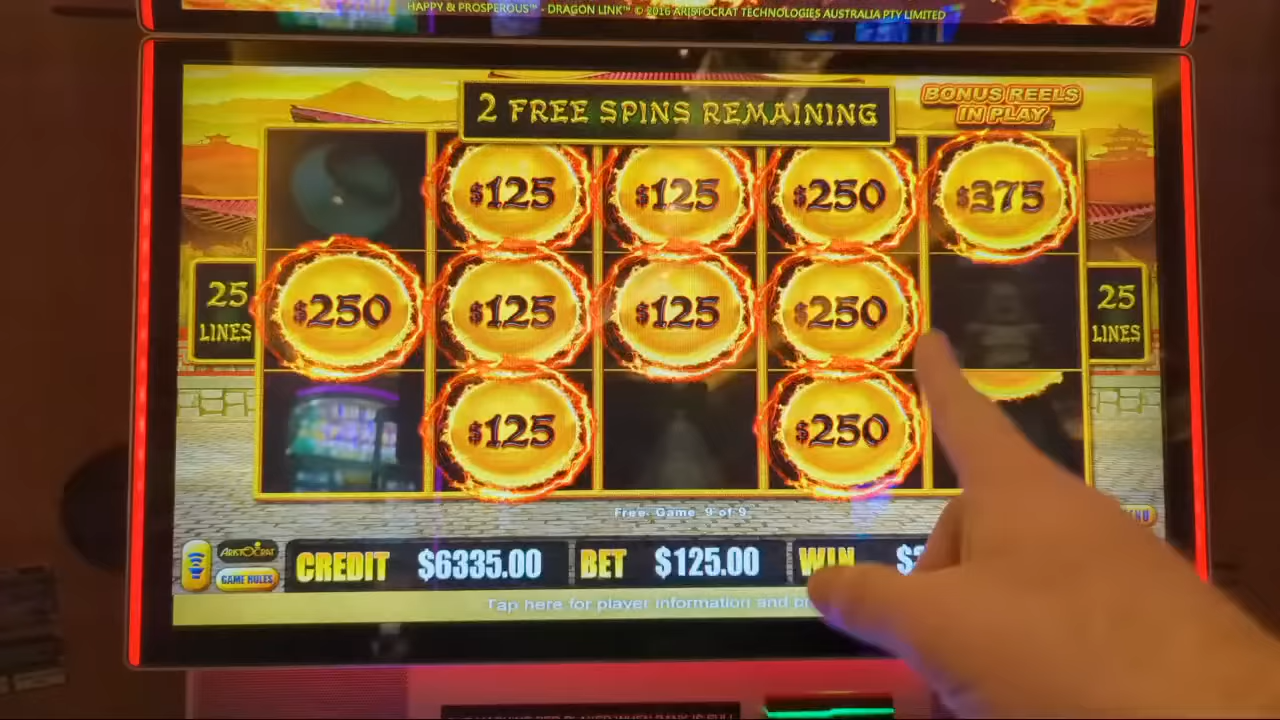 HAPPY & PROSPEROUS™ - DRAGON LINK™ © 2016 ARISTOCRAT TECHNOLOGIES AUSTRALIA PTY LIMITED
2 FREE SPINS REMAINING
BONUS REELS
IN PLAY
$125 $125 $250 $375
25
LINES
$250 $125 $125 $250
25
LINES
$125 $250
Free Game 9 of 9
ARISTOCRAT
GAME RULES
CREDIT $6335.00 BET $125.00 WIN
Tap here for player information and